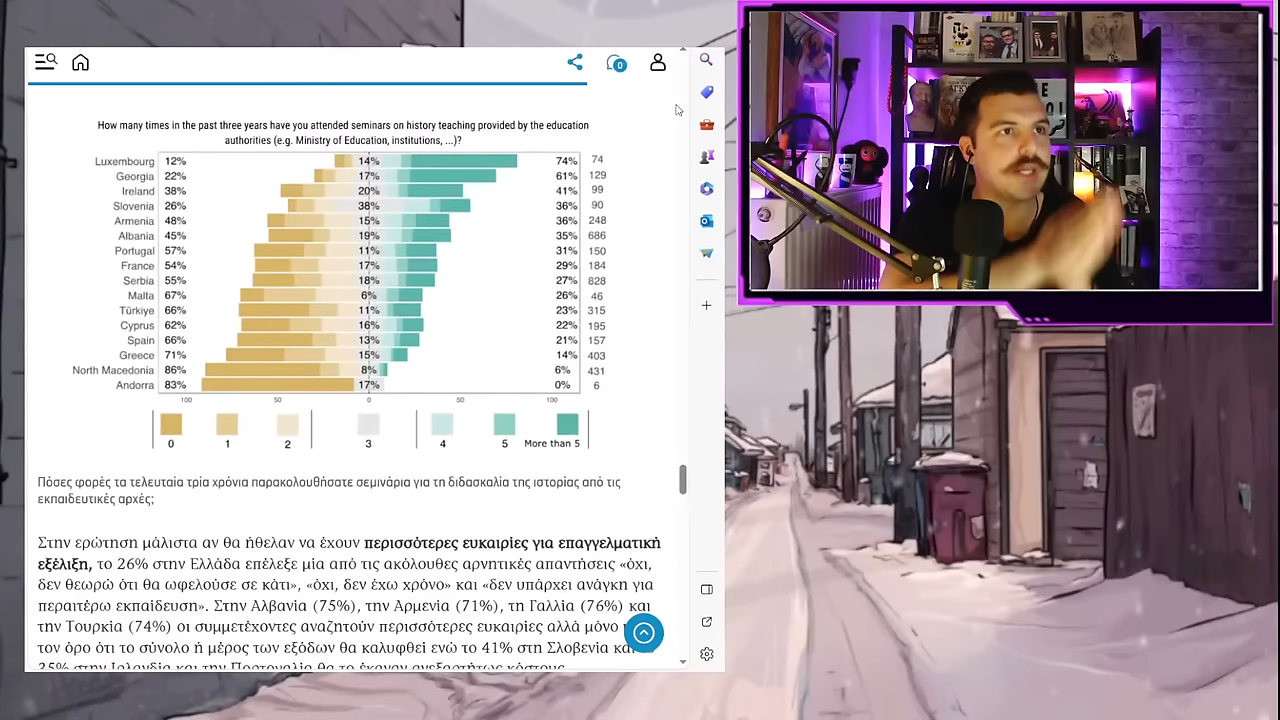 0
How many times in the past three years have you attended seminars on history teaching provided by the education
authorities (e.g. Ministry of Education, institutions, ...)?
Luxembourg 12% 14% 74% 74
Georgia 22% 17% 61% 129
Ireland 38% 20% 41% 99
Slovenia 26% 38% 36% 90
Armenia 48% 15% 36% 248
Albania 45% 19% 35% 686
Portugal 57% 11% 31% 150
France 54% 17% 29% 184
Serbia 55% 18% 27% 828
Malta 67% 6% 26% 46
Türkiye 66% 11% 23% 315
Cyprus 62% 16% 22% 195
Spain 66% 13% 21% 157
Greece 71% 15% 14% 403
North Macedonia 86% 8% 6% 431
Andorra 83% 17% 0% 6
100 50 0 50 100
0 1 2 3 4 5 More than 5
Πόσες φορές τα τελευταία τρία χρόνια παρακολουθήσατε σεμινάρια για τη διδασκαλία της ιστορίας από τις
εκπαιδευτικές αρχές;
Στην ερώτηση μάλιστα αν θα ήθελαν να έχουν περισσότερες ευκαιρίες για επαγγελματική
εξέλιξη, το 26% στην Ελλάδα επέλεξε μία από τις ακόλουθες αρνητικές απαντήσεις «όχι,
δεν θεωρώ ότι θα ωφελούσε σε κάτι», «όχι, δεν έχω χρόνο» και «δεν υπάρχει ανάγκη για
περαιτέρω εκπαίδευση». Στην Αλβανία (75%), την Αρμενία (71%), τη Γαλλία (76%) και
την Τουρκία (74%) οι συμμετέχοντες αναζητούν περισσότερες ευκαιρίες αλλά μόνο
τον όρο ότι το σύνολο ή μέρος των εξόδων θα καλυφθεί ενώ το 41% στη Σλοβενία
35% στην Ιρλανδία και την Πορτογαλία θα το έκαναν ανεξαρτήτως κόστους.